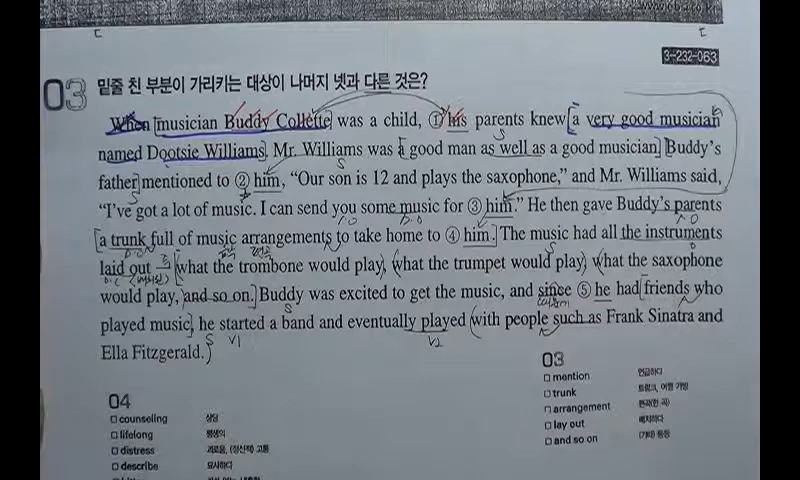 3-232-063
03 밑줄 친 부분이 가리키는 대상이 나머지 넷과 다른 것은?
When musician Buddy Collette was a child, ① his parents knew a very good musician
named Dootsie Williams. Mr. Williams was a good man as well as a good musician. Buddy's
father mentioned to ② him, “Our son is 12 and plays the saxophone,” and Mr. Williams said,
“I've got a lot of music. I can send you some music for ③ him.” He then gave Buddy's parents
a trunk full of music arrangements to take home to ④ him. The music had all the instruments
laid out — what the trombone would play, what the trumpet would play, what the saxophone
would play, and so on. Buddy was excited to get the music, and since ⑤ he had friends who
played music, he started a band and eventually played with people such as Frank Sinatra and
Ella Fitzgerald.
S V1 V2
03
mention 언급하다
trunk 트렁크, 여행 가방
arrangement 편곡(한 곡)
lay out 배치하다
and so on (기타) 등등
04
counseling 상담
lifelong 평생의
distress 괴로움, (정신적) 고통
describe 묘사하다